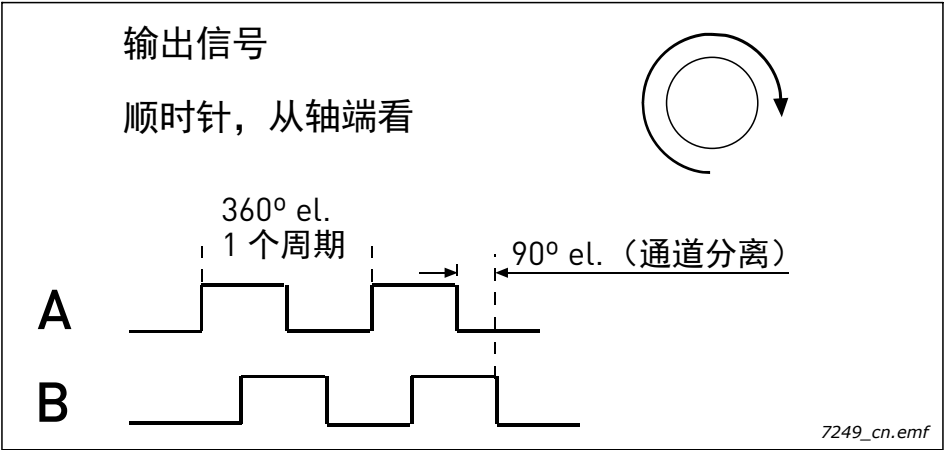 输出信号
顺时针，从轴端看
360º el.
1 个周期
90º el.（通道分离）
A
B
7249_cn.emf